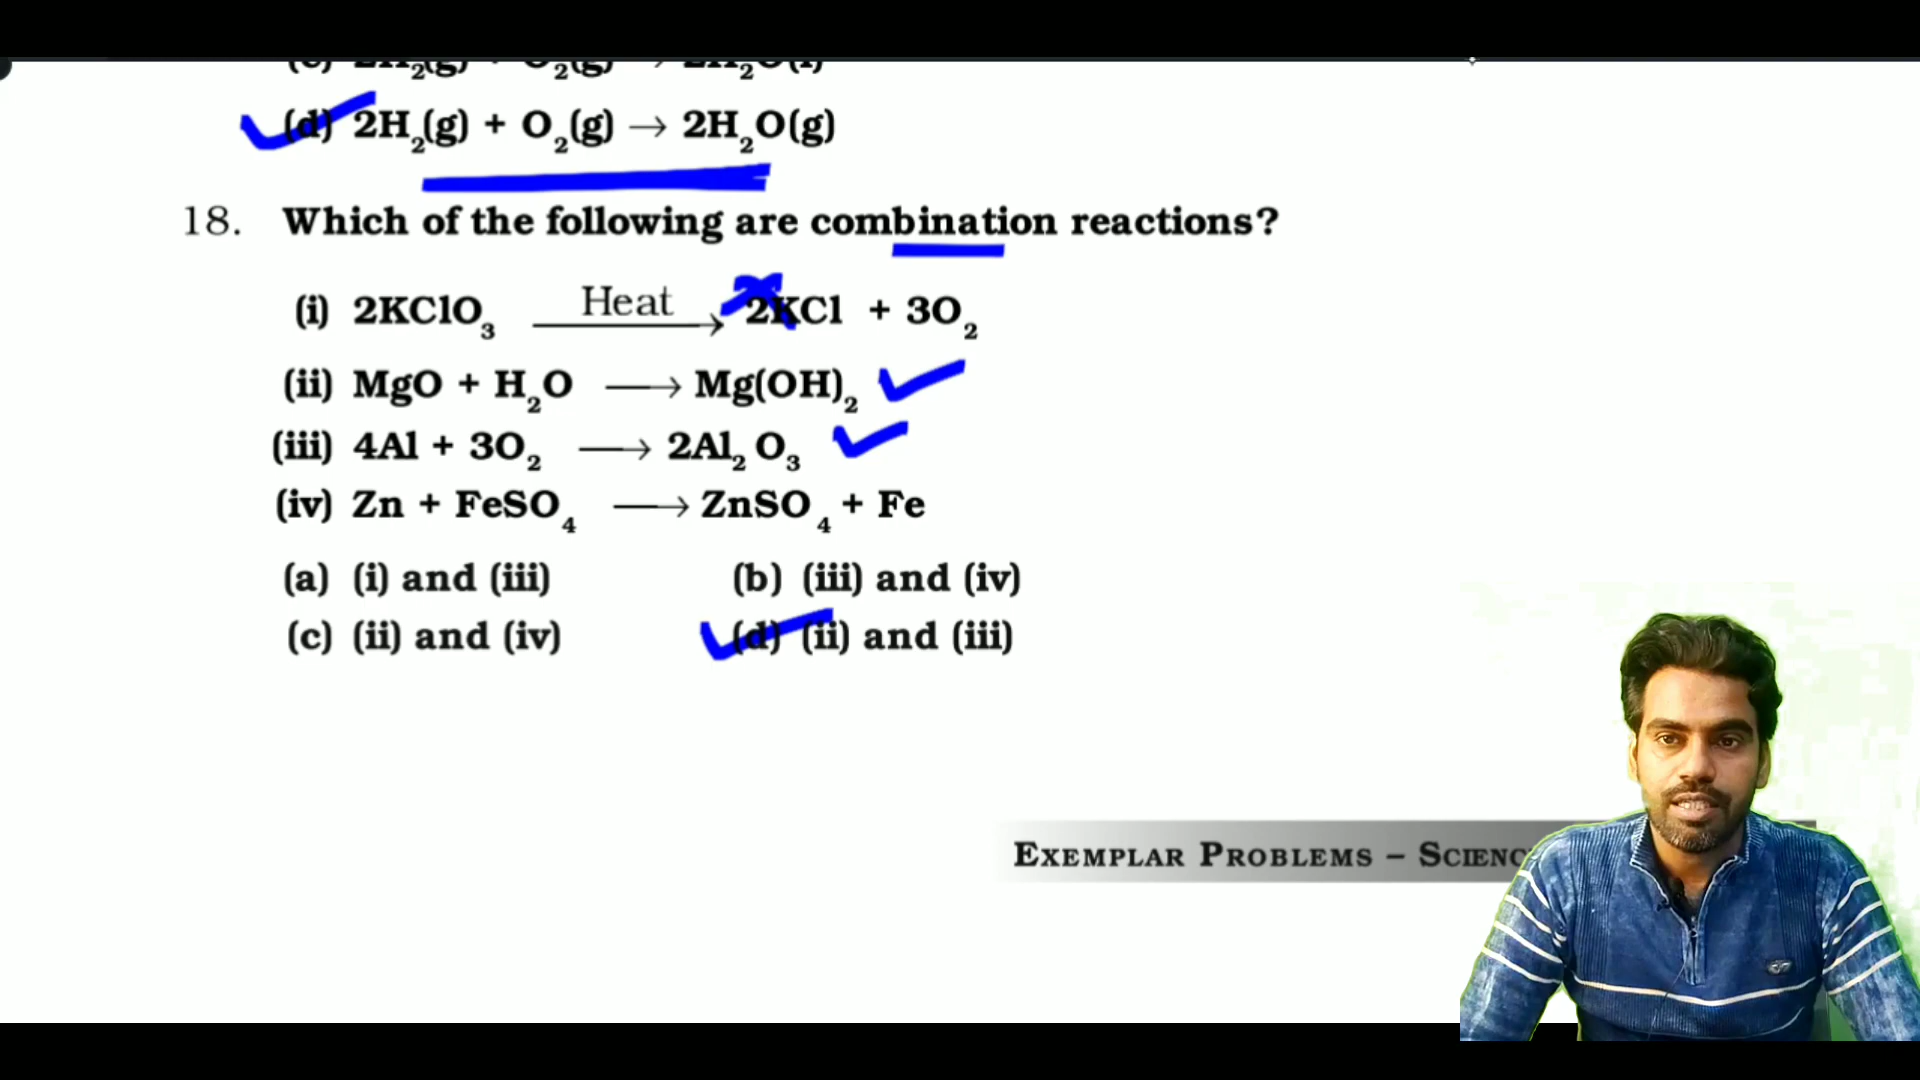 (d) 2H₂(g) + O₂(g) → 2H₂O(g)
18. Which of the following are combination reactions?
(i) 2KClO₃ Heat → 2KCl + 3O₂
(ii) MgO + H₂O → Mg(OH)₂
(iii) 4Al + 3O₂ → 2Al₂ O₃
(iv) Zn + FeSO₄ → ZnSO₄ + Fe
(a) (i) and (iii) (b) (iii) and (iv)
(c) (ii) and (iv) (d) (ii) and (iii)
EXEMPLAR PROBLEMS –